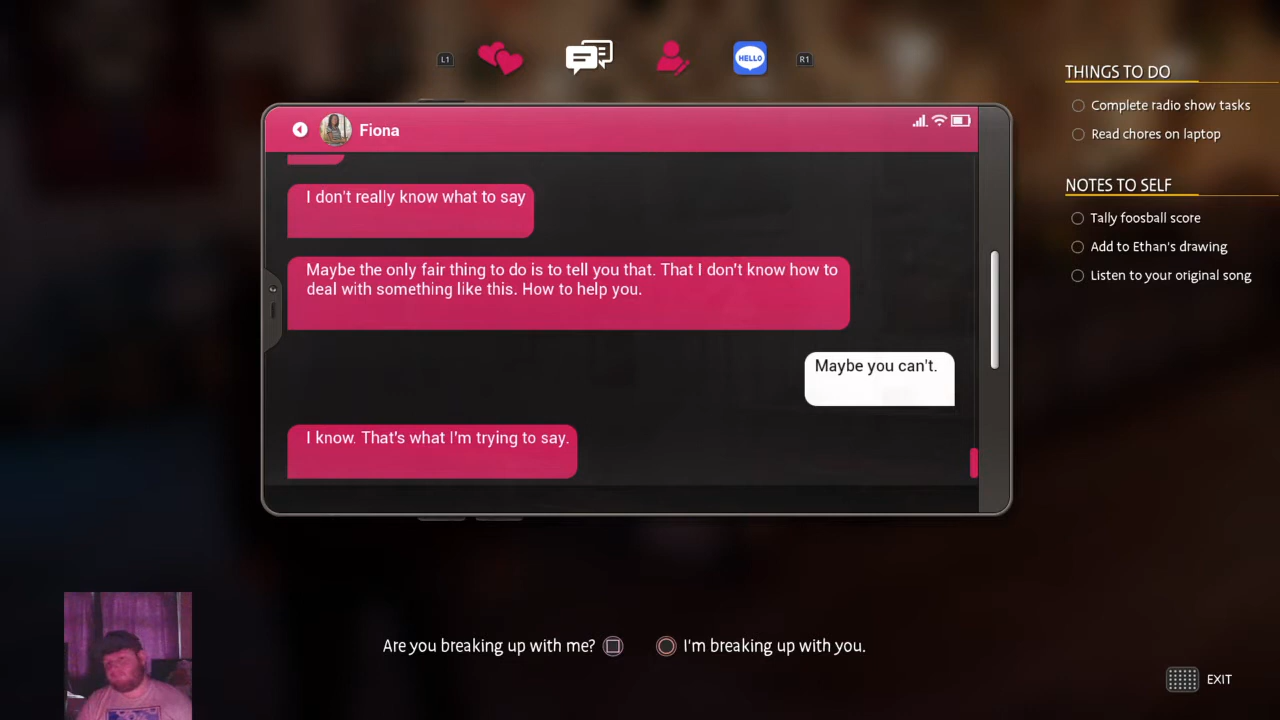 L1
HELLO
R1
THINGS TO DO
Complete radio show tasks
Read chores on laptop
NOTES TO SELF
Tally foosball score
Add to Ethan's drawing
Listen to your original song
Fiona
I don't really know what to say
Maybe the only fair thing to do is to tell you that. That I don't know how to
deal with something like this. How to help you.
Maybe you can't.
I know. That's what I'm trying to say.
Are you breaking up with me?
I'm breaking up with you.
EXIT